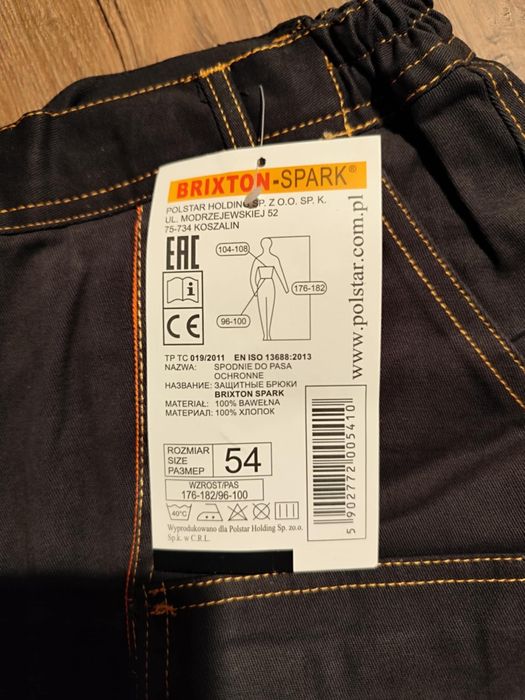 BRIXTON-SPARK®
POLSTAR HOLDING SP. Z O.O. SP. K.
UL. MODRZEJEWSKIEJ 52
75-734 KOSZALIN
EAC
104-108
176-182
96-100
i
CE
www.polstar.com.pl
TP TC 019/2011 EN ISO 13688:2013
NAZWA: SPODNIE DO PASA
OCHRONNE
НАЗВАНИЕ: ЗАЩИТНЫЕ БРЮКИ
BRIXTON SPARK
MATERIAŁ: 100% BAWEŁNA
МАТЕРИАЛ: 100% ХЛОПОК
ROZMIAR
SIZE
РАЗМЕР
54
WZROST/PAS
176-182/96-100
40°C
Wyprodukowano dla Polstar Holding Sp. zo.o.
Sp.k. w C.R.L.
5 902772 005410